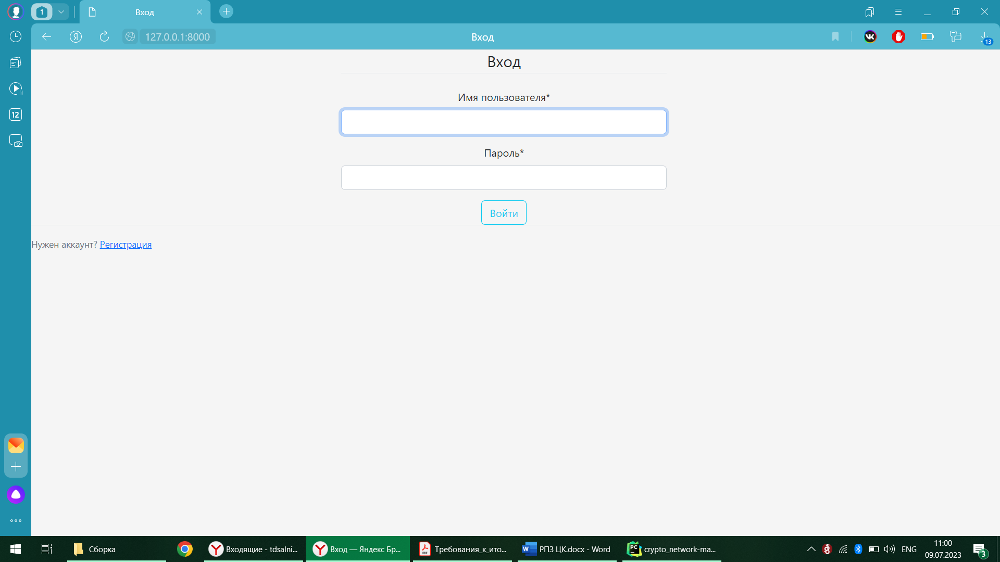 1
Вход
Я
127.0.0.1:8000
Вход
VK
13
12
Вход
Имя пользователя*
Пароль*
Войти
Нужен аккаунт? Регистрация
Сборка
Входящие - tdsalni...
Вход — Яндекс Бр...
Требования_к_ито...
РПЗ ЦК.docx - Word
crypto_network-ma...
ENG
11:00
09.07.2023
3